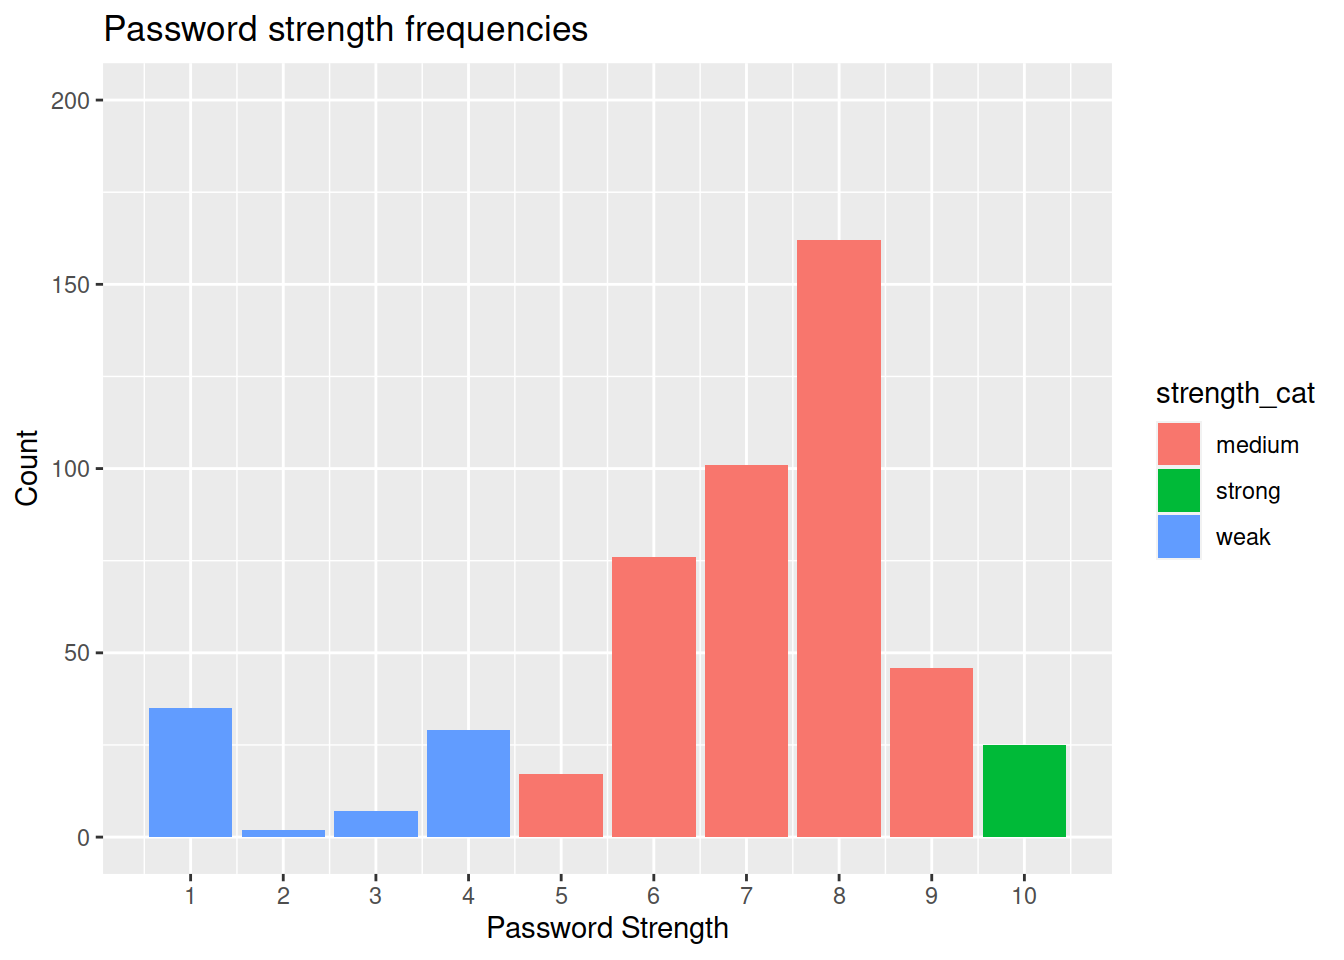 Password strength frequencies
200
150
100
50
0
Count
1 2 3 4 5 6 7 8 9 10
Password Strength
strength_cat
medium
strong
weak